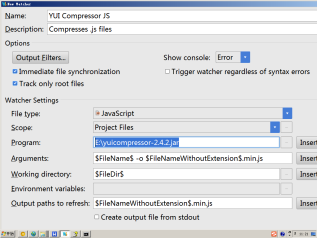 New Watcher
Name: YUI Compressor JS
Description: Compresses .js files
Options
Output Filters... Show console: Error
Immediate file synchronization Trigger watcher regardless of syntax errors
Track only root files
Watcher Settings
File type: JavaScript
Scope: Project Files
Program: E:\yuicompressor-2.4.2.jar Insert
Arguments: $FileName$ -o $FileNameWithoutExtension$.min.js Insert
Working directory: $FileDir$ Insert
Environment variables:
Output paths to refresh: $FileNameWithoutExtension$.min.js Insert
Create output file from stdout